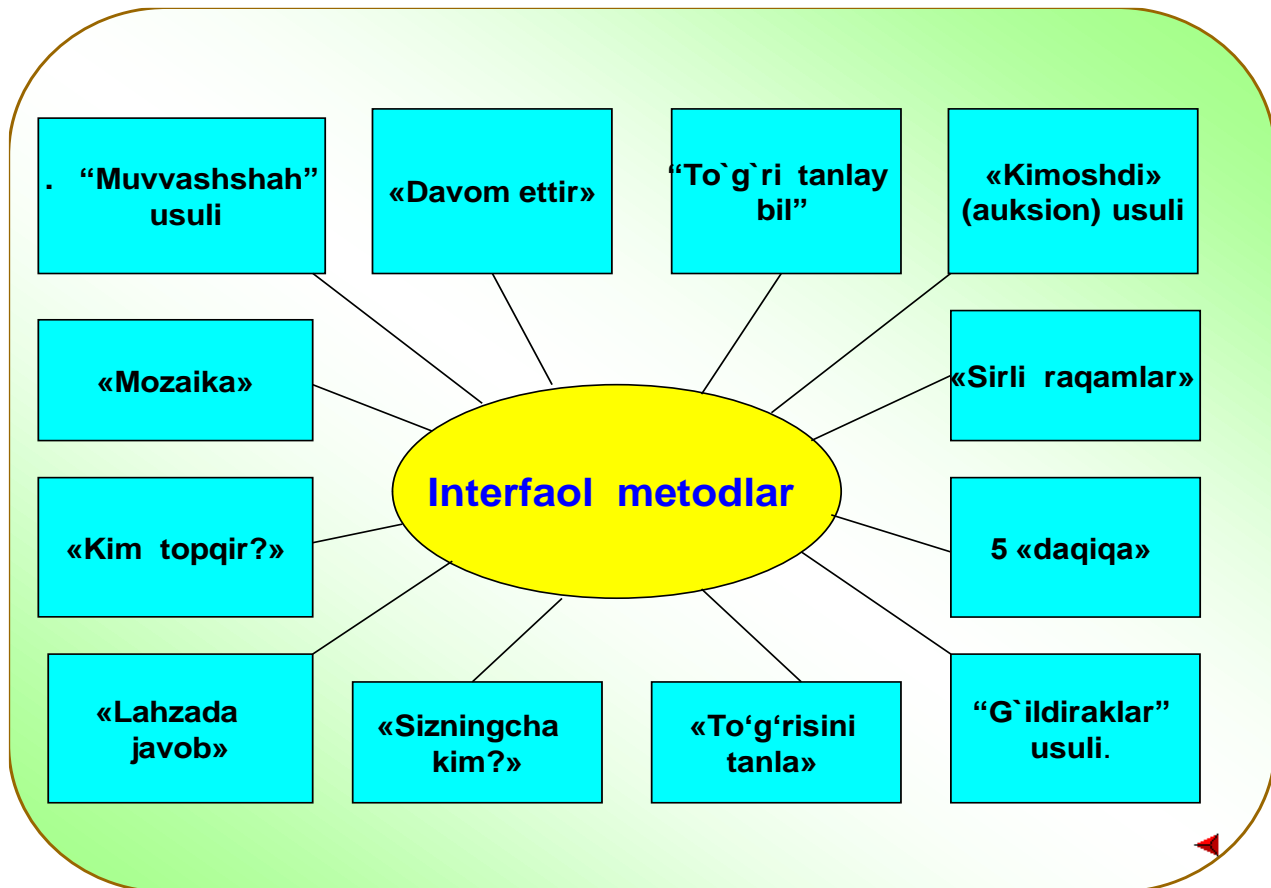 . “Muvvashshah”
usuli
«Davom ettir»
“To`g`ri tanlay
bil”
«Kimoshdi»
(auksion) usuli
«Mozaika»
«Sirli raqamlar»
Interfaol metodlar
«Kim topqir?»
5 «daqiqa»
«Lahzada
javob»
«Sizningcha
kim?»
«To‘g‘risini
tanla»
“G`ildiraklar”
usuli.